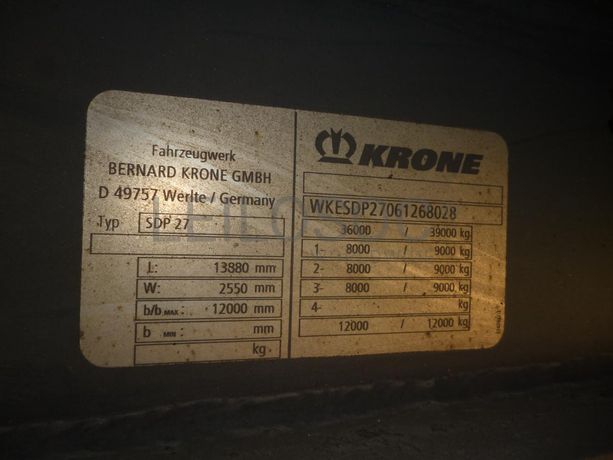 Fahrzeugwerk
BERNARD KRONE GMBH
D 49757 Werlte / Germany
Typ SDP 27
L: 13880 mm
W: 2550 mm
b/b MAX : 12000 mm
b MIN : mm
kg
KRONE
WKESDP27061268028
36000 / 39000 kg
1- 8000 / 9000 kg
2- 8000 / 9000 kg
3- 8000 / 9000 kg
4- kg
12000 / 12000 kg